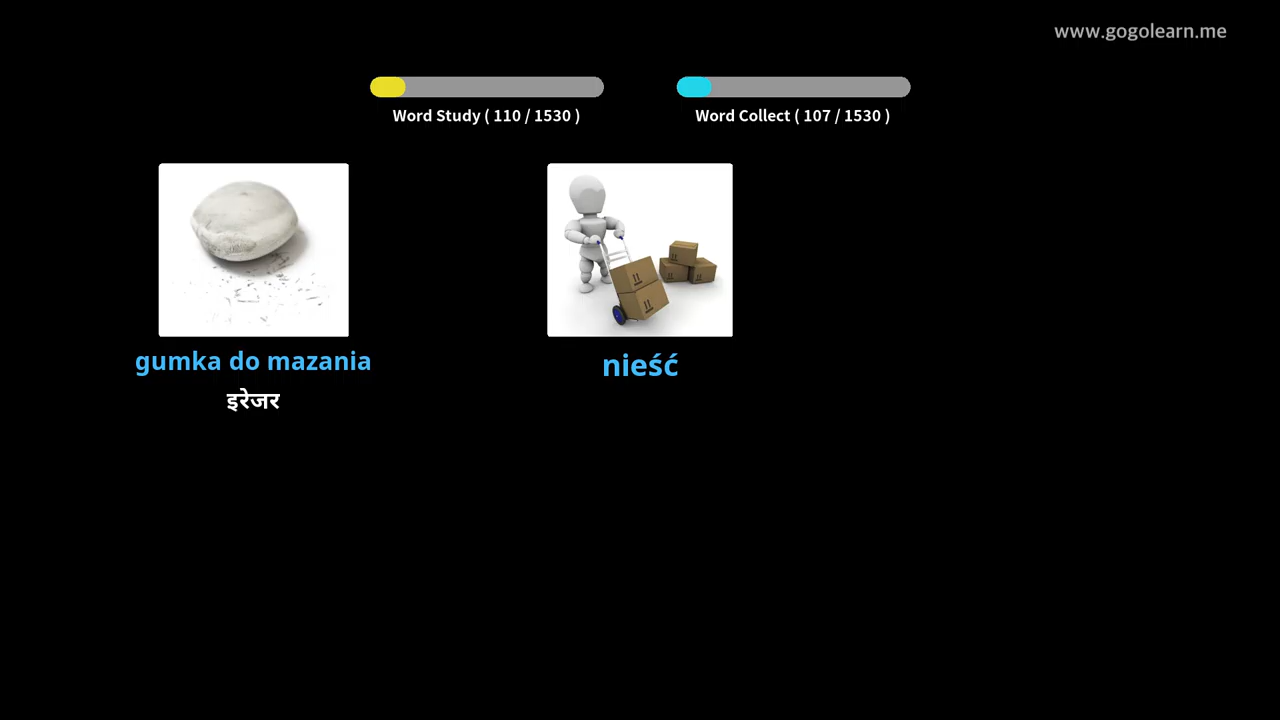 www.gogolearn.me
Word Study ( 110 / 1530 )
Word Collect ( 107 / 1530 )
gumka do mazania
इरेजर
nieść